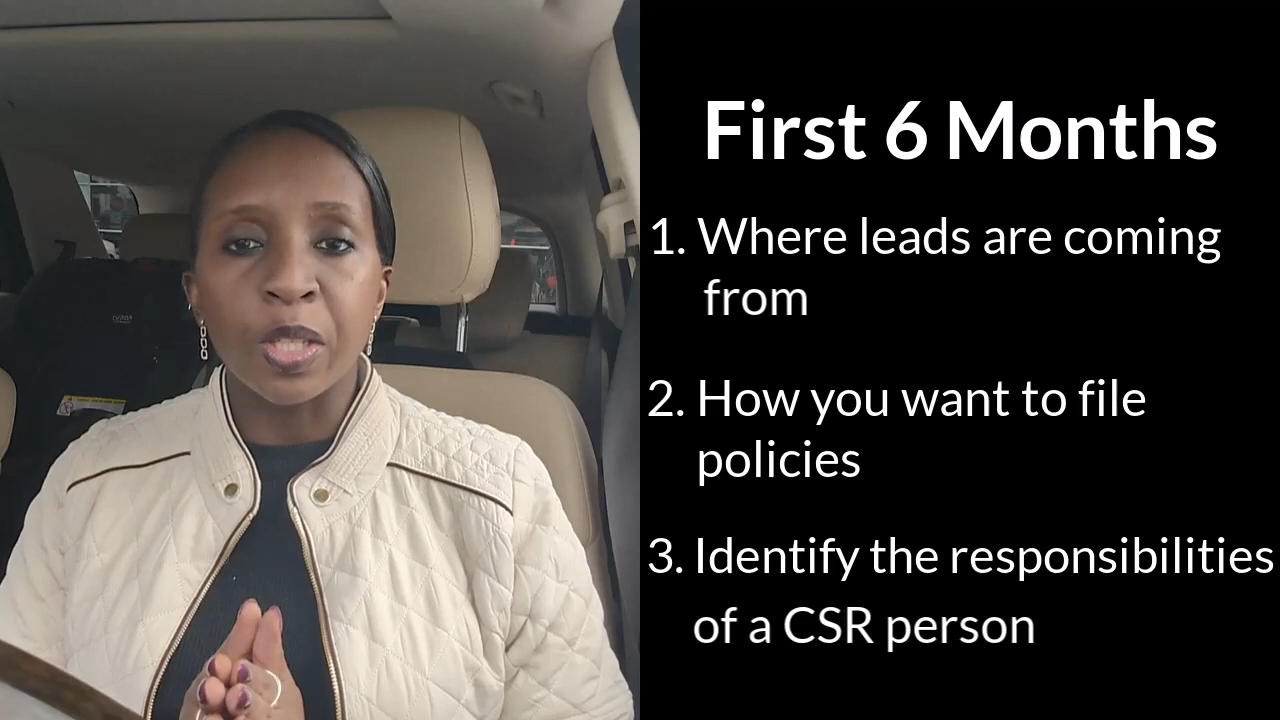 First 6 Months
1. Where leads are coming
from
2. How you want to file
policies
3. Identify the responsibilities
of a CSR person